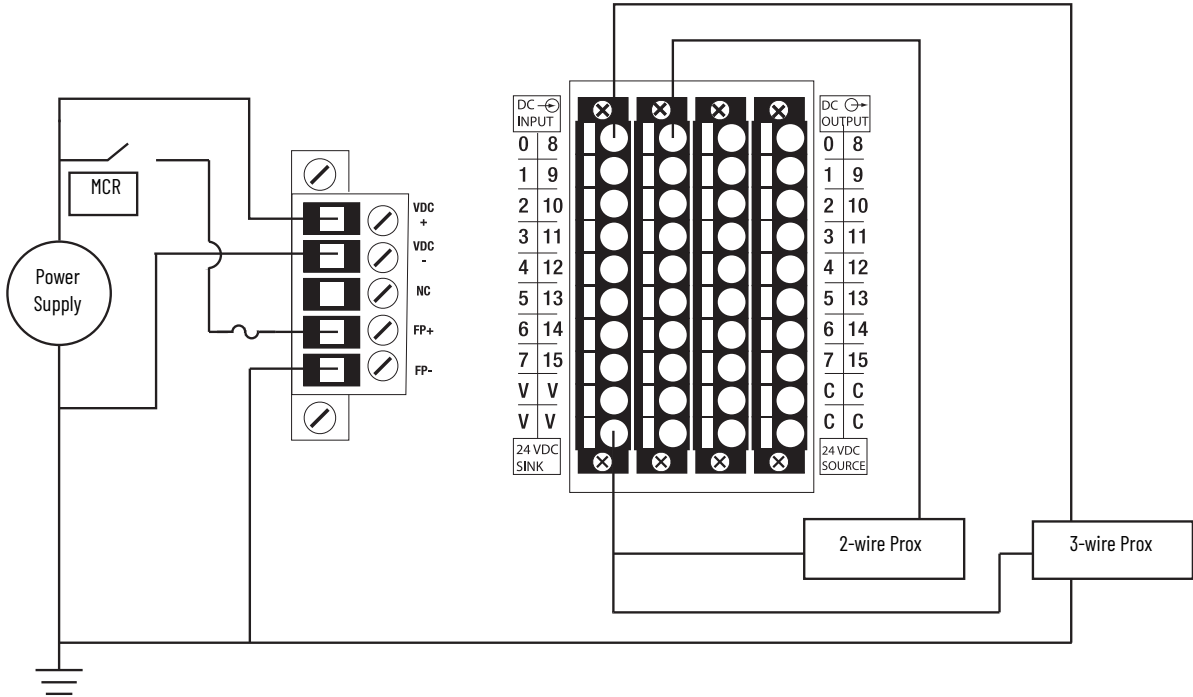 MCR
Power
Supply
VDC
+
VDC
-
NC
FP+
FP-
DC
INPUT
0 8
1 9
2 10
3 11
4 12
5 13
6 14
7 15
V V
V V
24 VDC
SINK
DC
OUTPUT
0 8
1 9
2 10
3 11
4 12
5 13
6 14
7 15
C C
C C
24 VDC
SOURCE
2-wire Prox
3-wire Prox